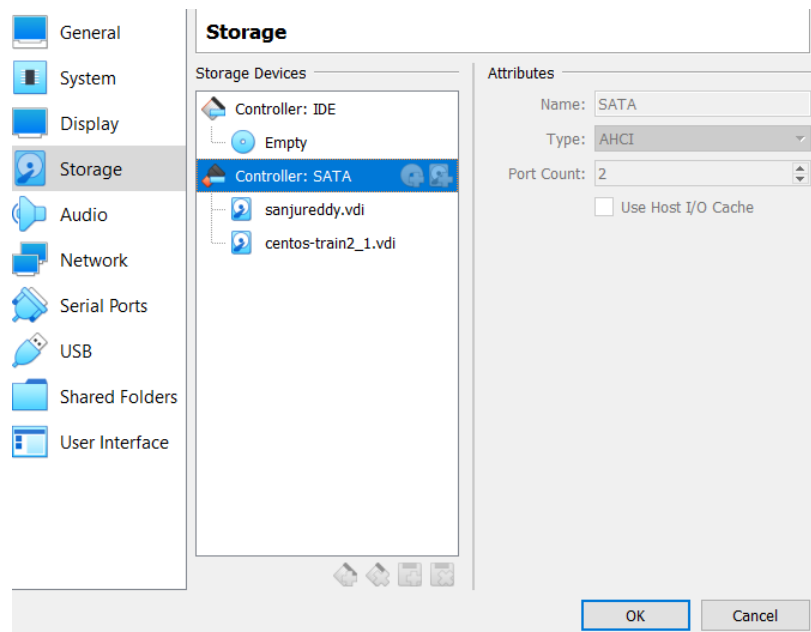 General
System
Display
Storage
Audio
Network
Serial Ports
USB
Shared Folders
User Interface
Storage
Storage Devices
Controller: IDE
Empty
Controller: SATA
sanjureddy.vdi
centos-train2_1.vdi
Attributes
Name: SATA
Type: AHCI
Port Count: 2
Use Host I/O Cache
OK Cancel